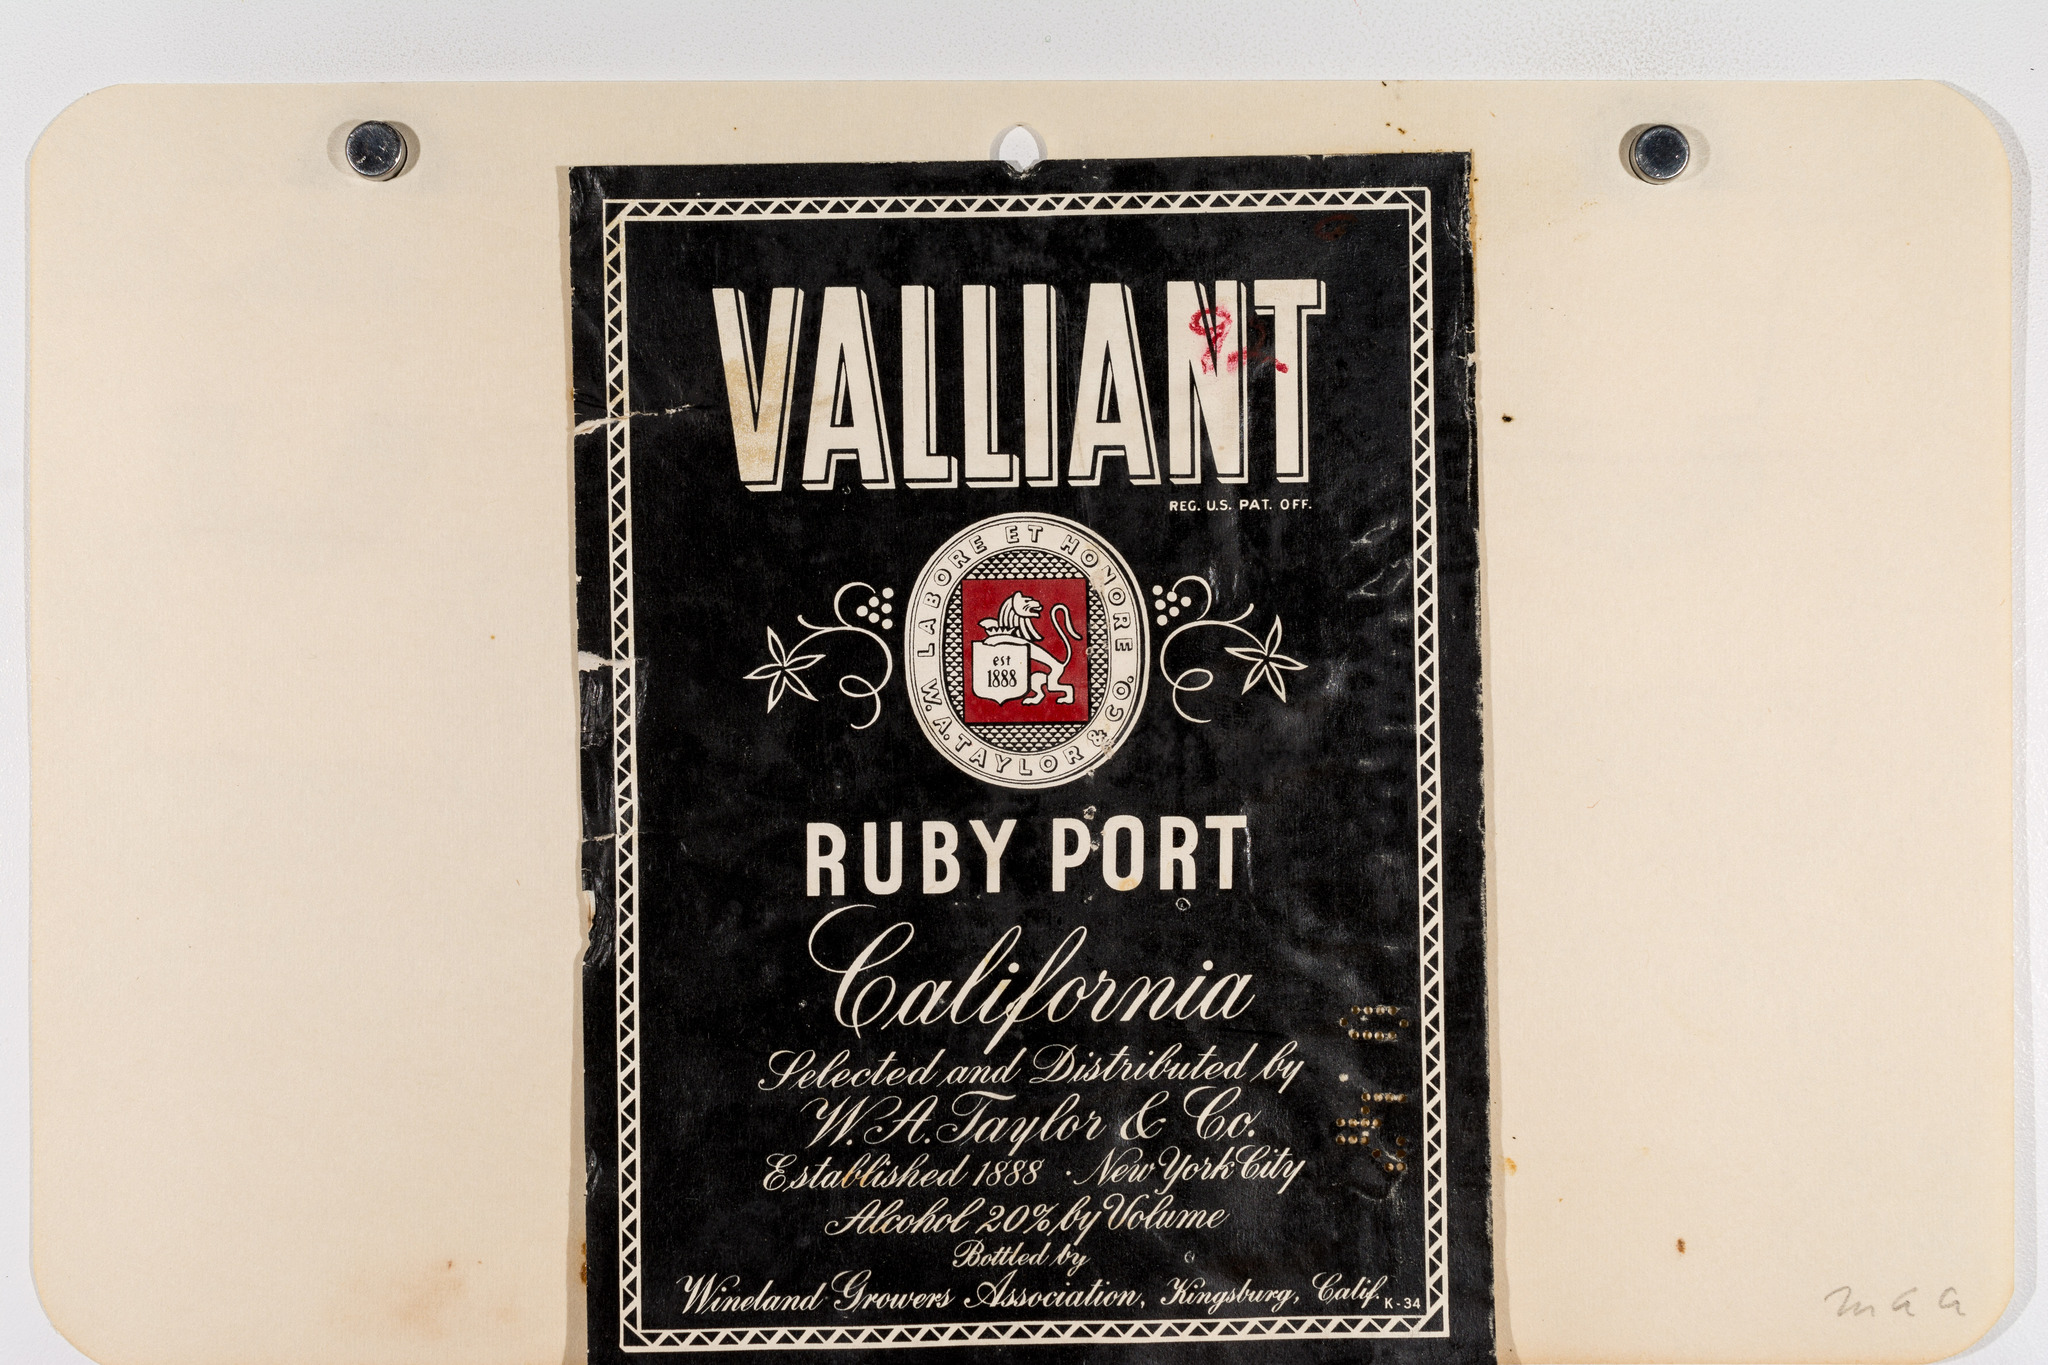 VALLIANT
REG. U.S. PAT. OFF.
LABORE ET HONORE
W. A. TAYLOR & CO.
est
1888
RUBY PORT
California
Selected and Distributed by
W. A. Taylor & Co.
Established 1888 · New York City
Alcohol 20% by Volume
Bottled by
Wineland Growers Association, Kingsburg, Calif.
K-34